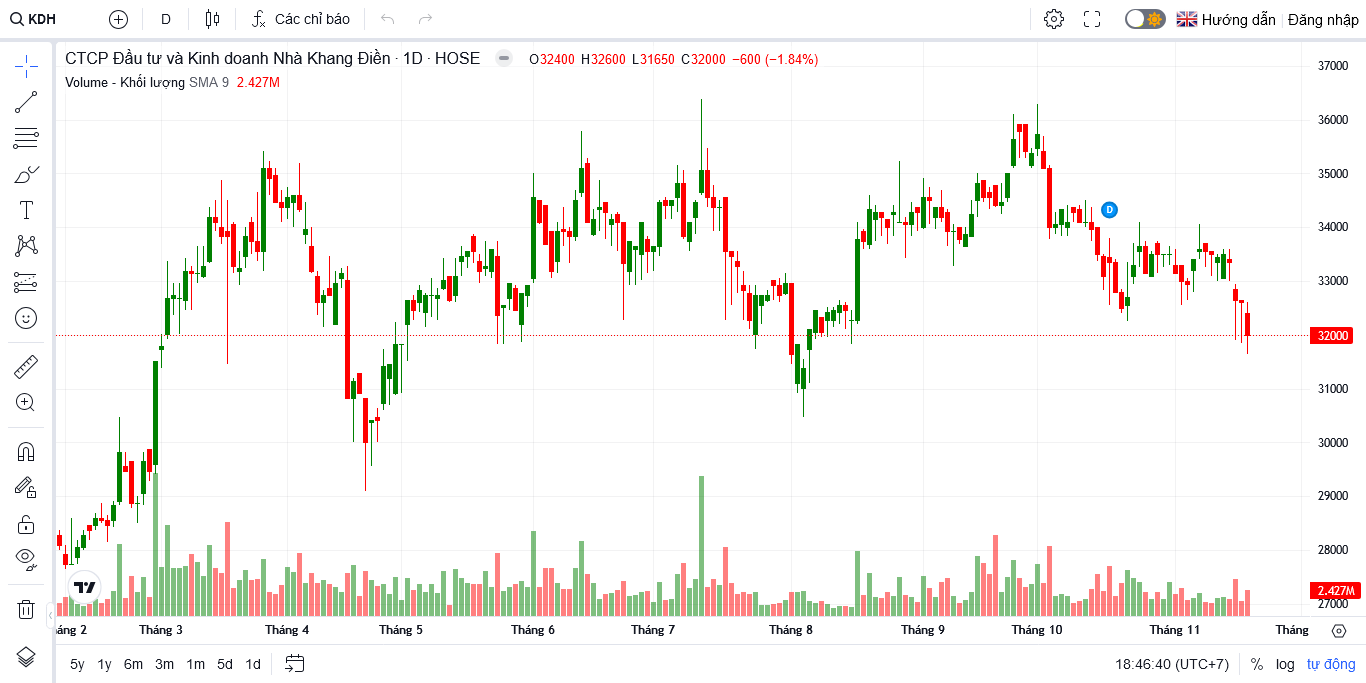 KDH D Các chỉ báo Hướng dẫn Đăng nhập
CTCP Đầu tư và Kinh doanh Nhà Khang Điền · 1D · HOSE O32400 H32600 L31650 C32000 −600 (−1.84%)
Volume - Khối lượng SMA 9 2.427M
37000
36000
35000
D
34000
33000
32000
31000
30000
29000
28000
2.427M
27000
áng 2 Tháng 3 Tháng 4 Tháng 5 Tháng 6 Tháng 7 Tháng 8 Tháng 9 Tháng 10 Tháng 11 Tháng
5y 1y 6m 3m 1m 5d 1d 18:46:40 (UTC+7) % log tự động